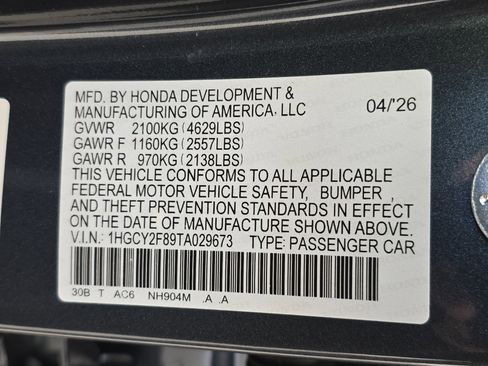 MFD. BY HONDA DEVELOPMENT &
MANUFACTURING OF AMERICA, LLC 04/'26
GVWR 2100KG (4629LBS)
GAWR F 1160KG (2557LBS)
GAWR R 970KG (2138LBS)
THIS VEHICLE CONFORMS TO ALL APPLICABLE
FEDERAL MOTOR VEHICLE SAFETY, BUMPER ,
AND THEFT PREVENTION STANDARDS IN EFFECT
ON THE DATE OF MANUFACTURE SHOWN ABOVE.
V.I.N.: 1HGCY2F89TA029673 TYPE: PASSENGER CAR
30B T AC6 NH904M .A .A